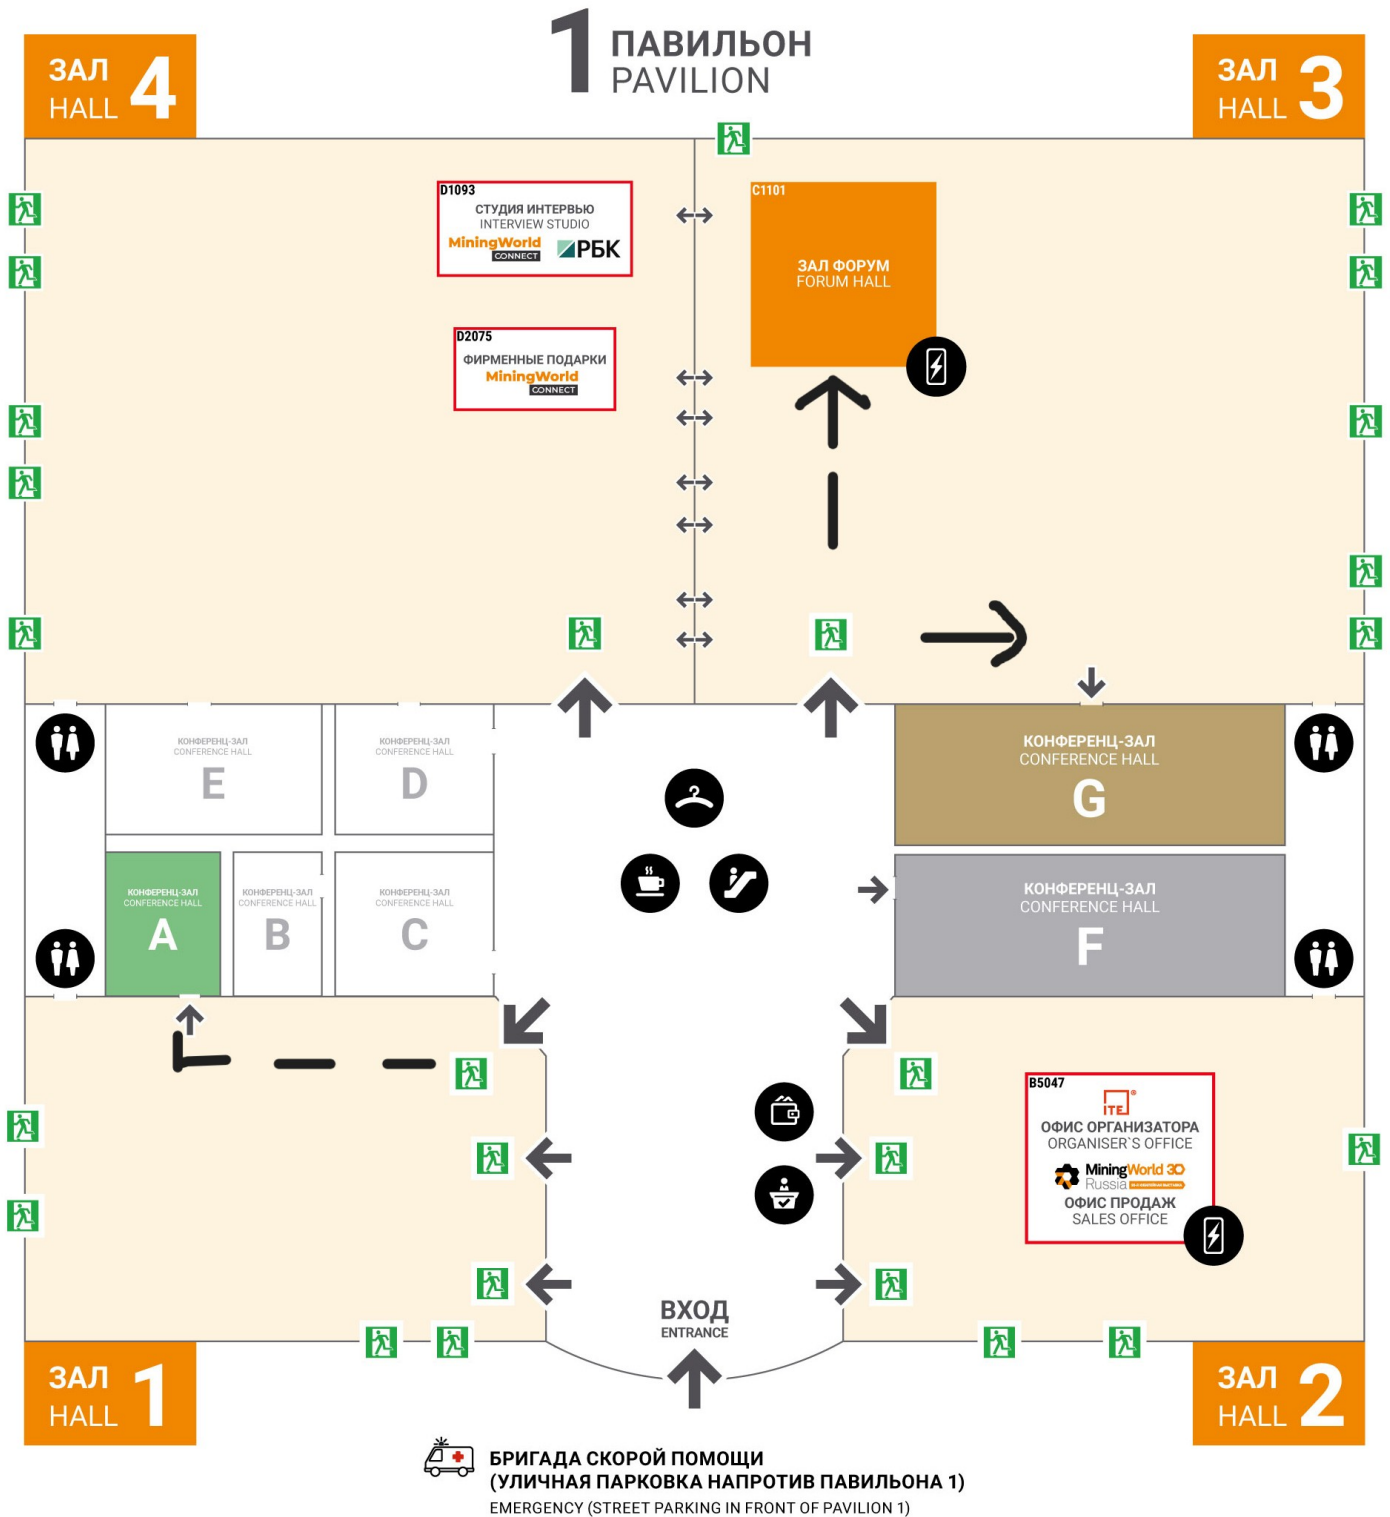 1 ПАВИЛЬОН
PAVILION
ЗАЛ
HALL 4
ЗАЛ
HALL 3
D1093
СТУДИЯ ИНТЕРВЬЮ
INTERVIEW STUDIO
MiningWorld
CONNECT
РБК
C1101
ЗАЛ ФОРУМ
FORUM HALL
D2075
ФИРМЕННЫЕ ПОДАРКИ
MiningWorld
CONNECT
КОНФЕРЕНЦ-ЗАЛ
CONFERENCE HALL
E
КОНФЕРЕНЦ-ЗАЛ
CONFERENCE HALL
D
КОНФЕРЕНЦ-ЗАЛ
CONFERENCE HALL
G
КОНФЕРЕНЦ-ЗАЛ
CONFERENCE HALL
A
КОНФЕРЕНЦ-ЗАЛ
CONFERENCE HALL
B
КОНФЕРЕНЦ-ЗАЛ
CONFERENCE HALL
C
КОНФЕРЕНЦ-ЗАЛ
CONFERENCE HALL
F
B5047
ITE®
ОФИС ОРГАНИЗАТОРА
ORGANISER`S OFFICE
MiningWorld 30
Russia
ОФИС ПРОДАЖ
SALES OFFICE
ВХОД
ENTRANCE
ЗАЛ
HALL 1
ЗАЛ
HALL 2
БРИГАДА СКОРОЙ ПОМОЩИ
(УЛИЧНАЯ ПАРКОВКА НАПРОТИВ ПАВИЛЬОНА 1)
EMERGENCY (STREET PARKING IN FRONT OF PAVILION 1)